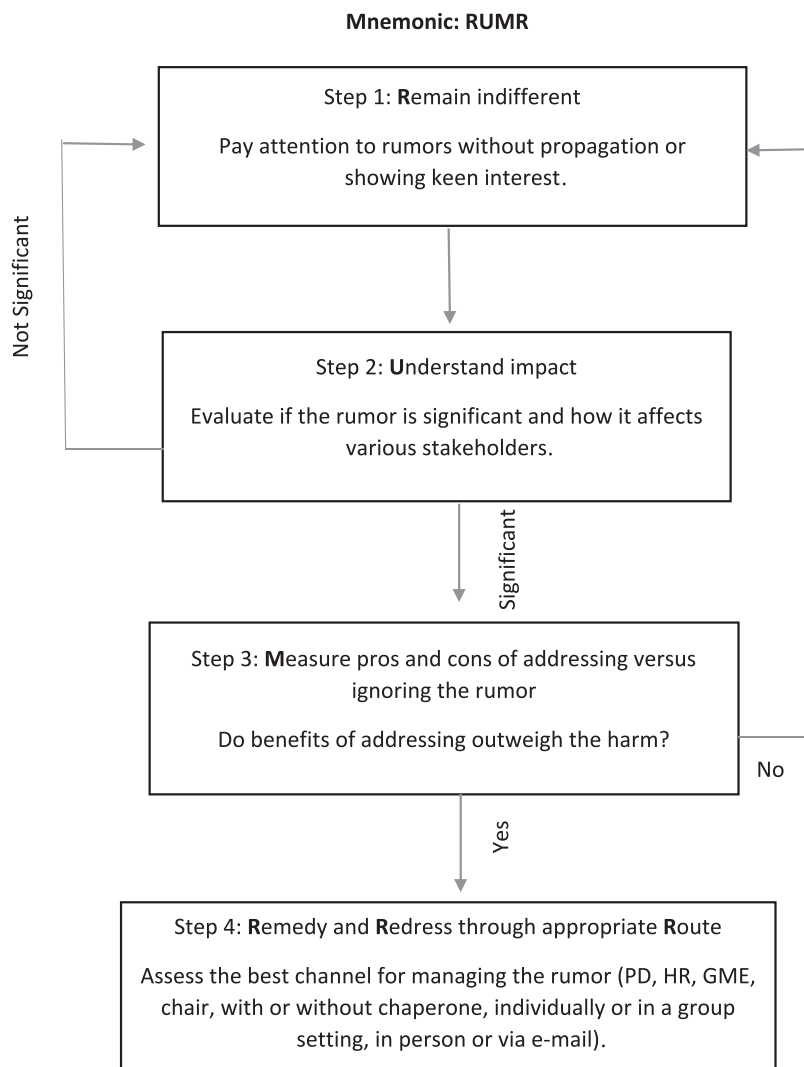 Mnemonic: RUMR
Step 1: Remain indifferent
Pay attention to rumors without propagation or
showing keen interest.
Not Significant
Step 2: Understand impact
Evaluate if the rumor is significant and how it affects
various stakeholders.
Significant
Step 3: Measure pros and cons of addressing versus
ignoring the rumor
Do benefits of addressing outweigh the harm?
No
Yes
Step 4: Remedy and Redress through appropriate Route
Assess the best channel for managing the rumor (PD, HR, GME,
chair, with or without chaperone, individually or in a group
setting, in person or via e-mail).